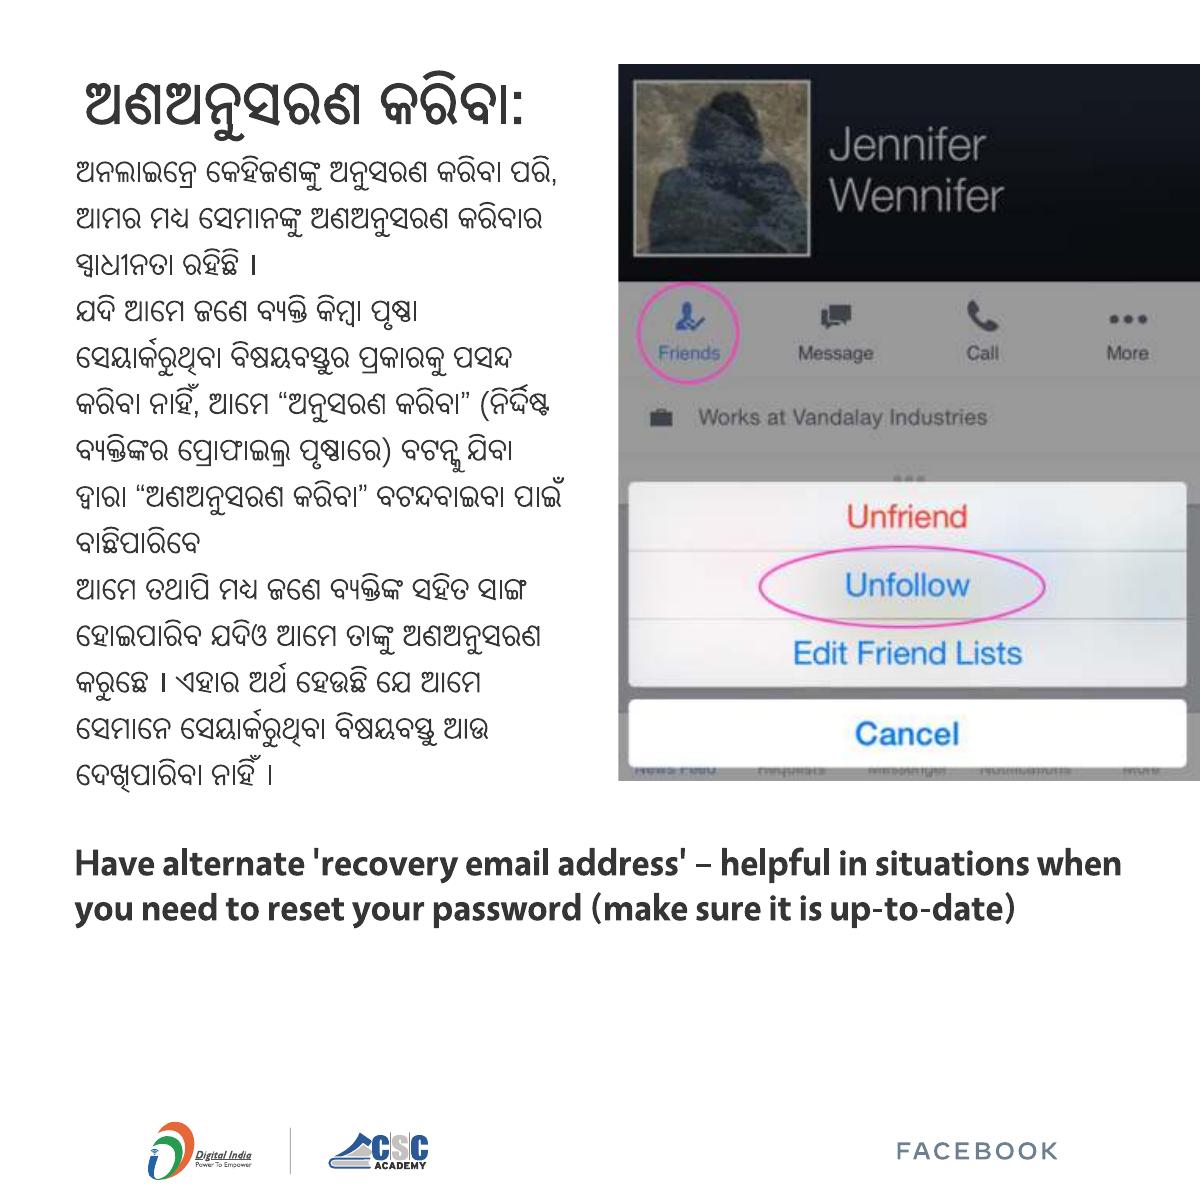 ଅଣଅନୁସରଣ କରିବା:
ଅନଲାଇନ୍ରେ କେହିଜଣଙ୍କୁ ଅନୁସରଣ କରିବା ପରି,
ଆମର ମଧ୍ୟ ସେମାନଙ୍କୁ ଅଣଅନୁସରଣ କରିବାର
ସ୍ୱାଧୀନତା ରହିଛି ।
ଯଦି ଆମେ ଜଣେ ବ୍ୟକ୍ତି କିମ୍ବା ପୃଷ୍ଠା
ସେୟାର୍କରୁଥିବା ବିଷୟବସ୍ତୁର ପ୍ରକାରକୁ ପସନ୍ଦ
କରିବା ନାହିଁ, ଆମେ “ଅନୁସରଣ କରିବା” (ନିର୍ଦ୍ଦିଷ୍ଟ
ବ୍ୟକ୍ତିଙ୍କର ପ୍ରୋଫାଇଲ୍ର ପୃଷ୍ଠାରେ) ବଟନ୍କୁ ଯିବା
ଦ୍ୱାରା “ଅଣଅନୁସରଣ କରିବା” ବଟନ୍ଦବାଇବା ପାଇଁ
ବାଛିପାରିବେ
ଆମେ ତଥାପି ମଧ୍ୟ ଜଣେ ବ୍ୟକ୍ତିଙ୍କ ସହିତ ସାଙ୍ଗ
ହୋଇପାରିବ ଯଦିଓ ଆମେ ତାଙ୍କୁ ଅଣଅନୁସରଣ
କରୁଛେ । ଏହାର ଅର୍ଥ ହେଉଛି ଯେ ଆମେ
ସେମାନେ ସେୟାର୍କରୁଥିବା ବିଷୟବସ୍ତୁ ଆଉ
ଦେଖିପାରିବା ନାହିଁ ।
Jennifer
Wennifer
Friends Message Call More
Works at Vandalay Industries
Unfriend
Unfollow
Edit Friend Lists
Cancel
News Feed Requests Messenger Notifications More
Have alternate 'recovery email address' – helpful in situations when
you need to reset your password (make sure it is up-to-date)
Digital India
Power To Empower
CSC
ACADEMY
FACEBOOK